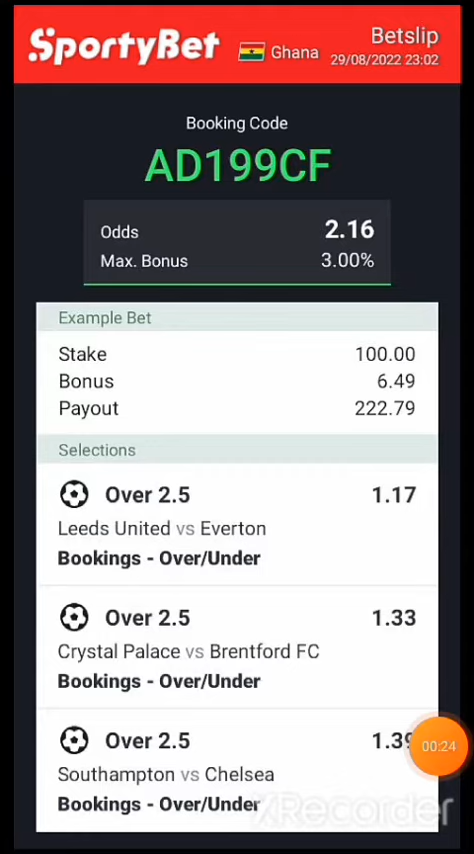 SportyBet
Ghana
Betslip
29/08/2022 23:02
Booking Code
AD199CF
Odds 2.16
Max. Bonus 3.00%
Example Bet
Stake 100.00
Bonus 6.49
Payout 222.79
Selections
Over 2.5 1.17
Leeds United vs Everton
Bookings - Over/Under
Over 2.5 1.33
Crystal Palace vs Brentford FC
Bookings - Over/Under
Over 2.5 1.39
00:24
Southampton vs Chelsea
Bookings - Over/Under
XRecorder